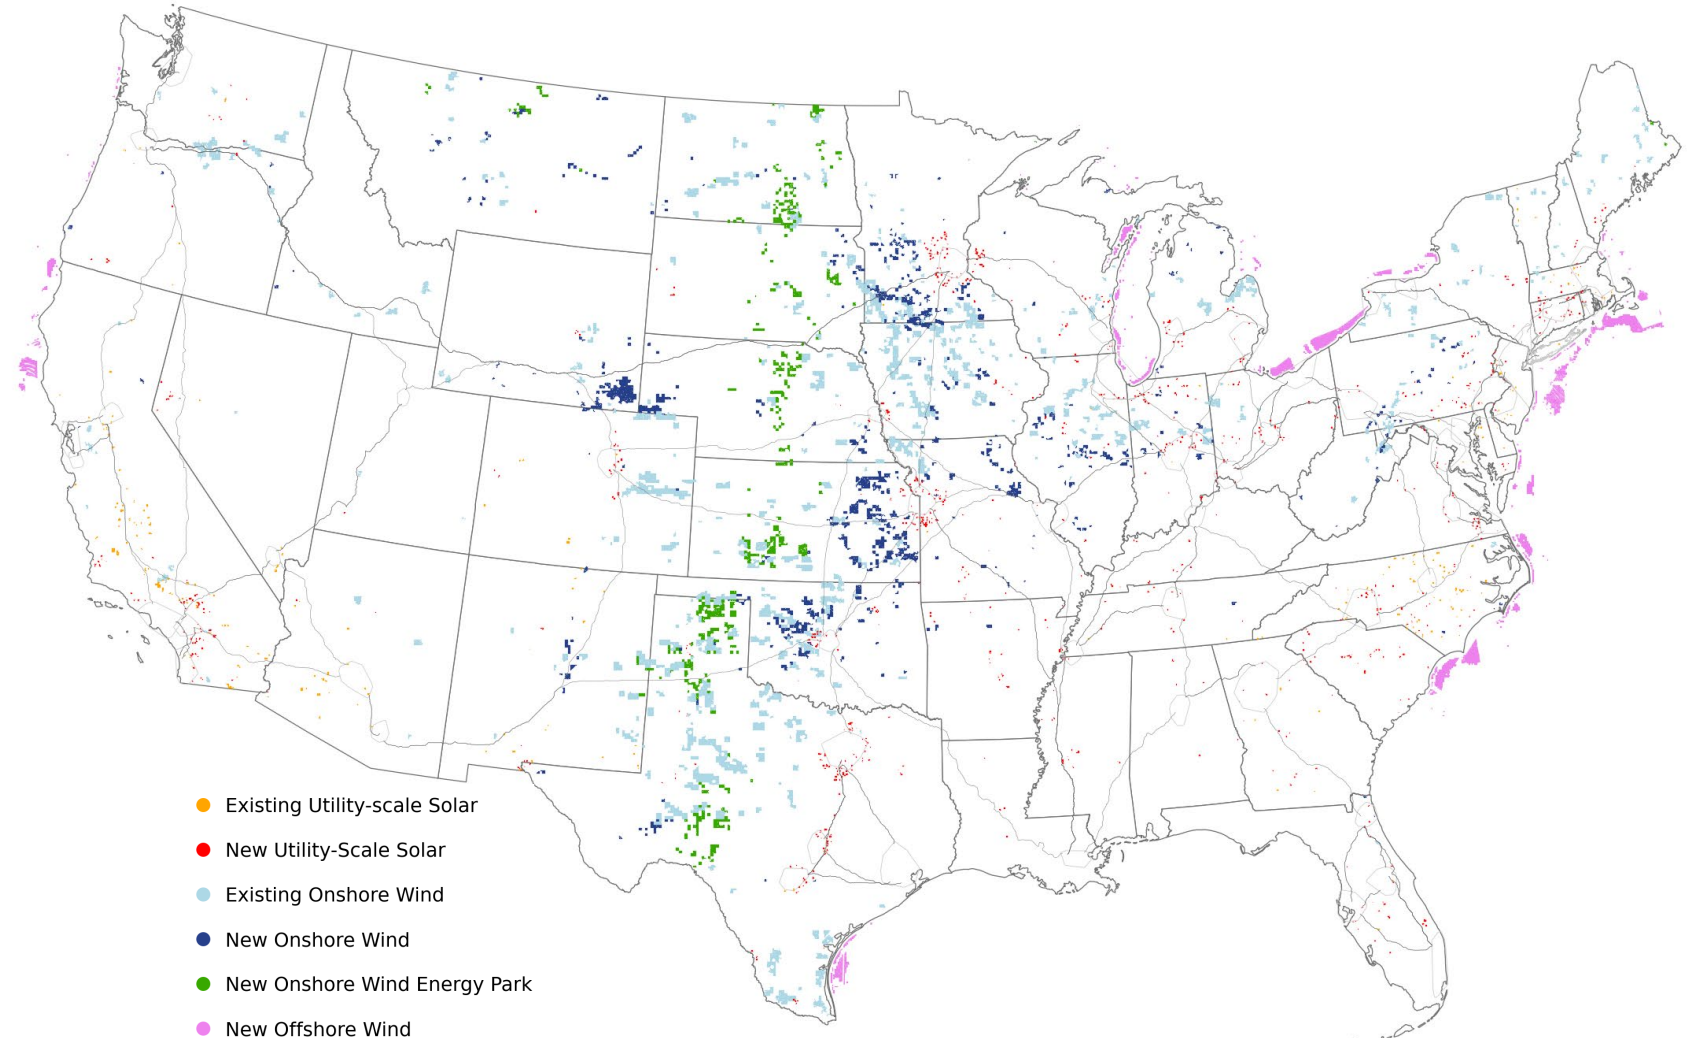 Existing Utility-scale Solar
New Utility-Scale Solar
Existing Onshore Wind
New Onshore Wind
New Onshore Wind Energy Park
New Offshore Wind